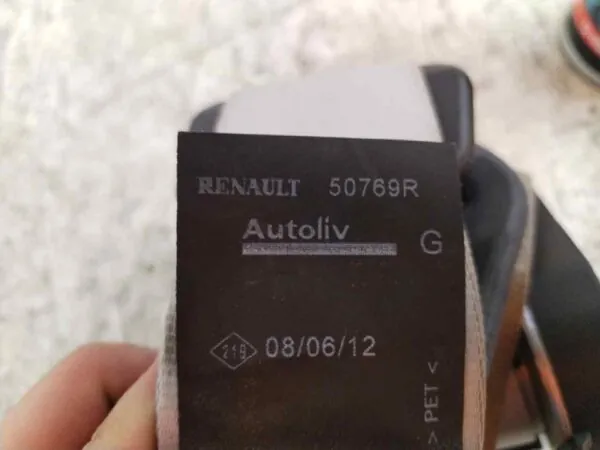 RENAULT 50769R
Autoliv
G
219 08/06/12
> PET <